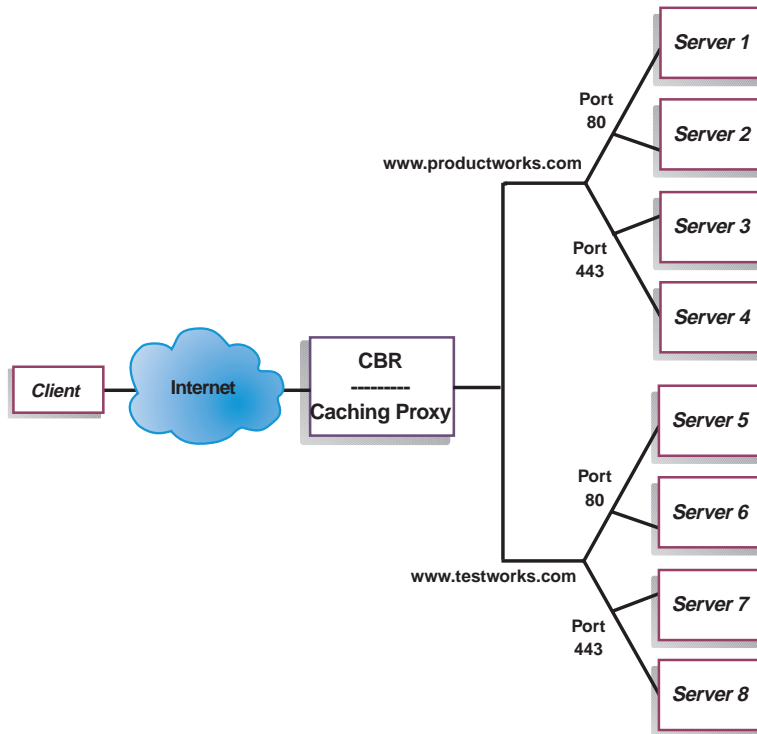 Server 1
Port
80
Server 2
www.productworks.com
Server 3
Port
443
Server 4
Client
Internet
CBR
---------
Caching Proxy
Server 5
Port
80
Server 6
www.testworks.com
Server 7
Port
443
Server 8